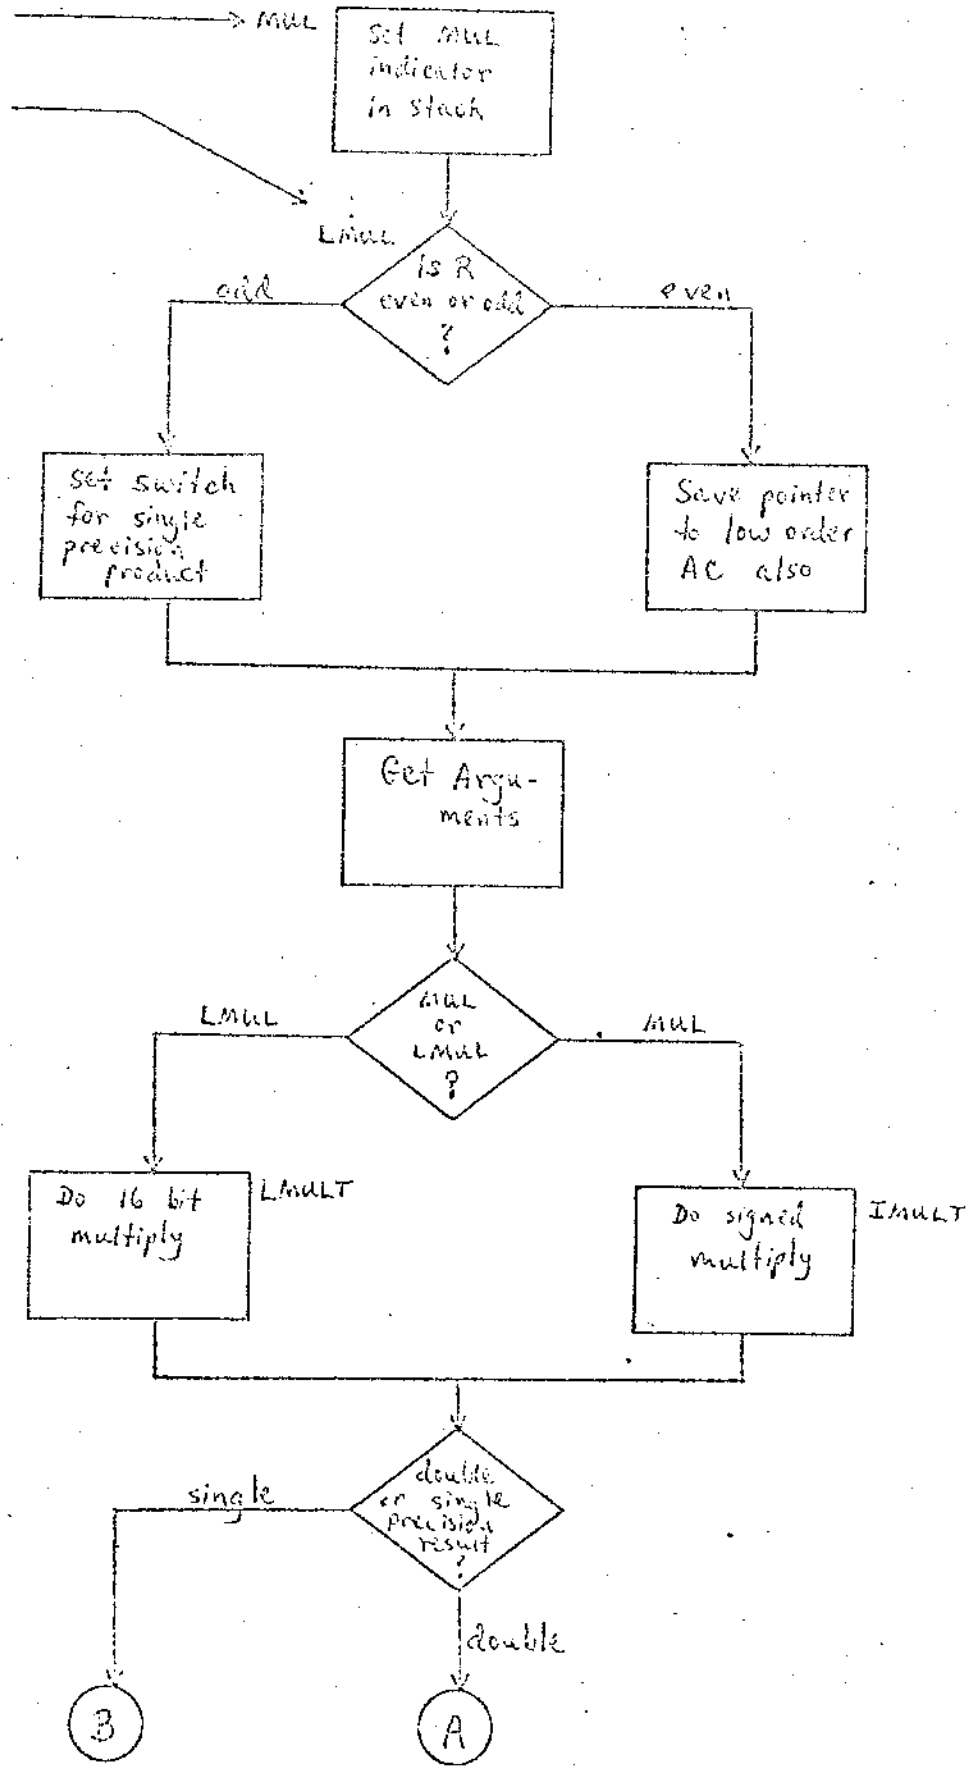 MUL
Set MUL
indicator
in stack
LMUL
Is R
even or odd
?
odd
even
set switch
for single
precision
product
Save pointer
to low order
AC also
Get Argu-
ments
MUL
or
LMUL
?
LMUL
MUL
Do 16 bit
multiply
LMULT
Do signed
multiply
IMULT
double
or single
precision
result
?
single
double
B
A